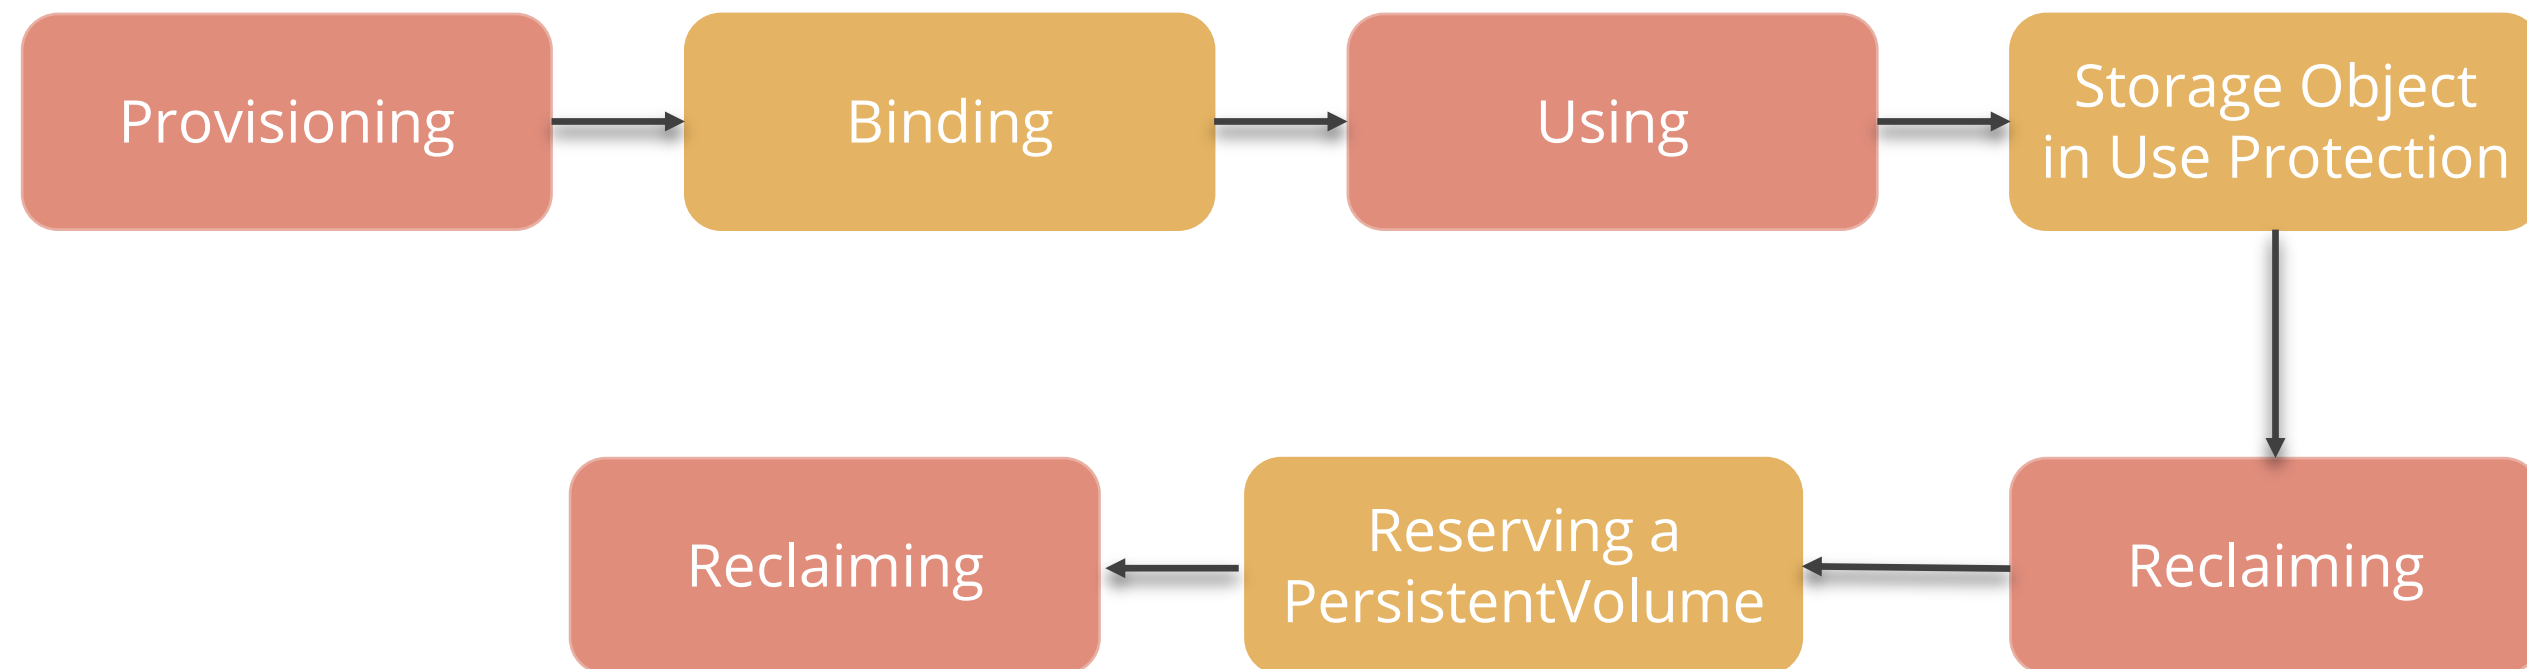 Provisioning
Binding
Using
Storage Object
in Use Protection
Reclaiming
Reserving a
PersistentVolume
Reclaiming